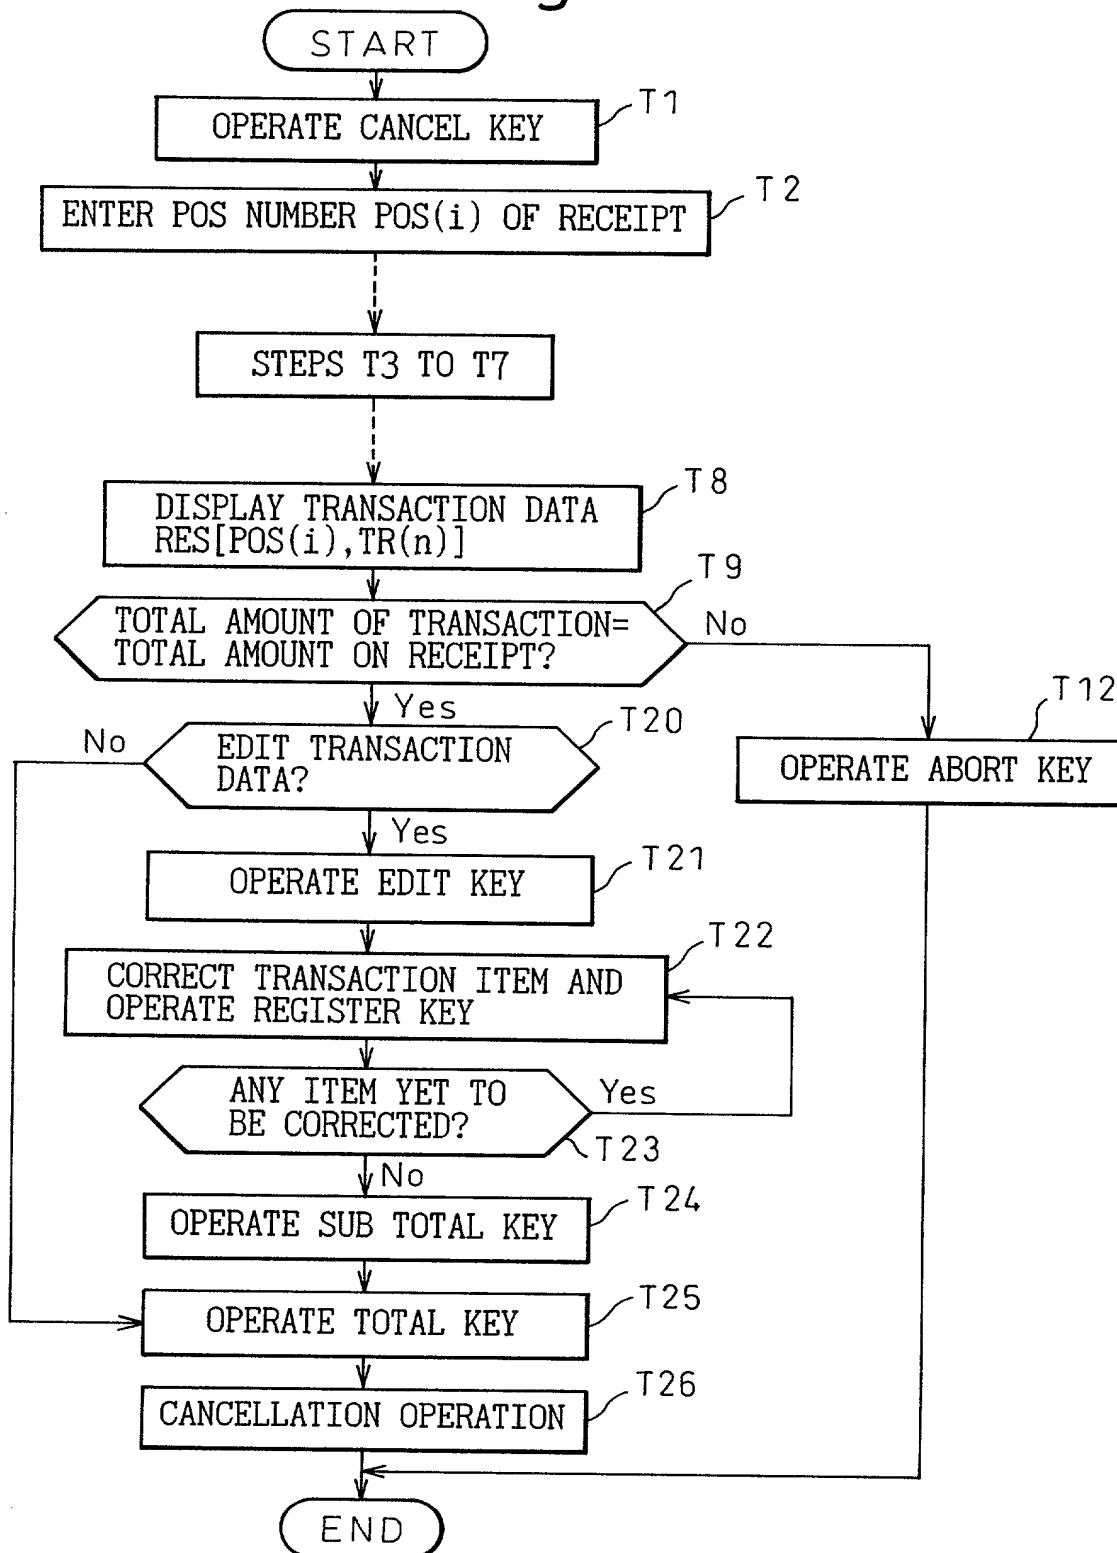 g
START
OPERATE CANCEL KEY
T1
ENTER POS NUMBER POS(i) OF RECEIPT
T2
STEPS T3 TO T7
DISPLAY TRANSACTION DATA
RES[POS(i),TR(n)]
T8
TOTAL AMOUNT OF TRANSACTION=
TOTAL AMOUNT ON RECEIPT?
T9
No
Yes
OPERATE ABORT KEY
T12
EDIT TRANSACTION
DATA?
T20
No
Yes
OPERATE EDIT KEY
T21
CORRECT TRANSACTION ITEM AND
OPERATE REGISTER KEY
T22
ANY ITEM YET TO
BE CORRECTED?
Yes
T23
No
OPERATE SUB TOTAL KEY
T24
OPERATE TOTAL KEY
T25
CANCELLATION OPERATION
T26
END